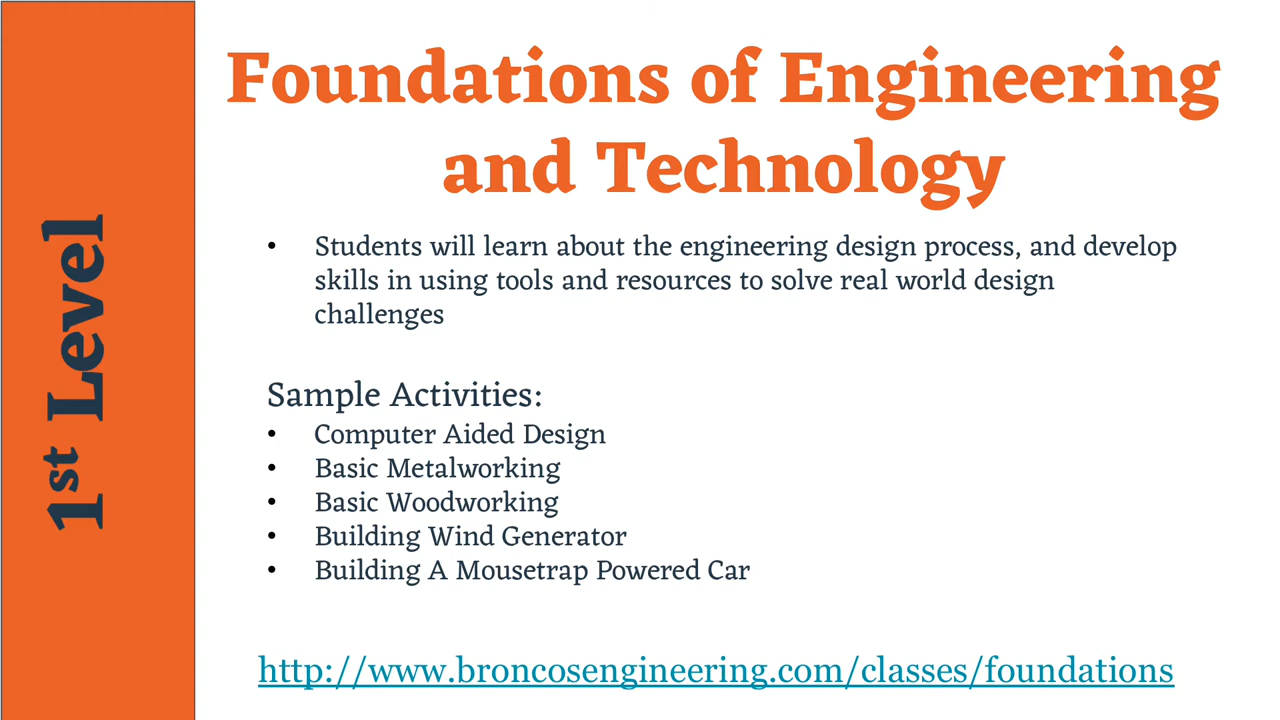 1st Level
Foundations of Engineering
and Technology
• Students will learn about the engineering design process, and develop
skills in using tools and resources to solve real world design
challenges
Sample Activities:
• Computer Aided Design
• Basic Metalworking
• Basic Woodworking
• Building Wind Generator
• Building A Mousetrap Powered Car
http://www.broncosengineering.com/classes/foundations